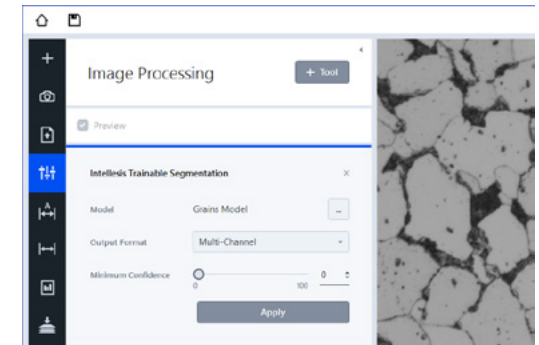 Image Processing
+ Tool
Preview
Intellesis Trainable Segmentation
×
Model Grains Model ...
Output Format Multi-Channel
Minimum Confidence 0
0 100
Apply
A